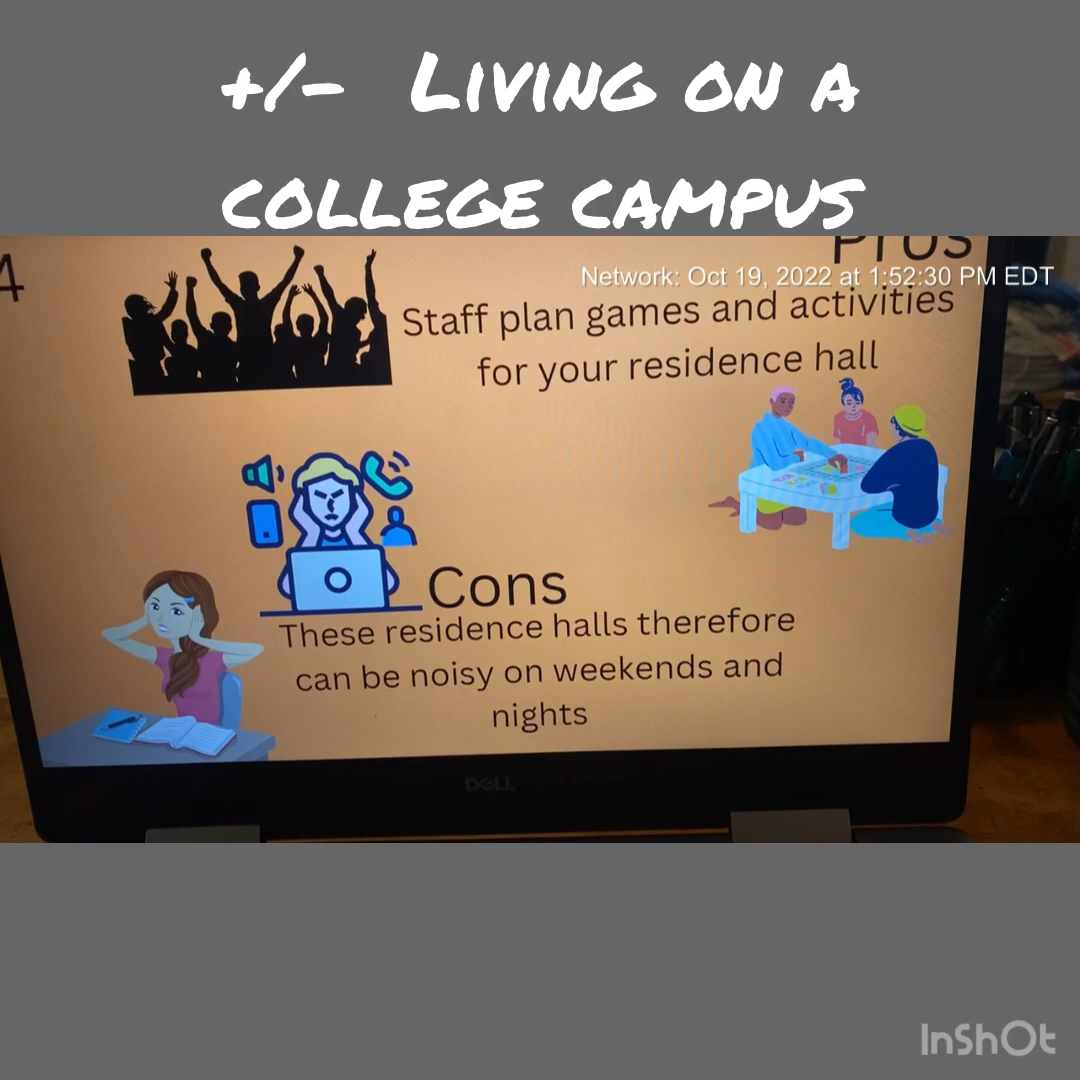 +/- LIVING ON A
COLLEGE CAMPUS
4
Pros
Network: Oct 19, 2022 at 1:52:30 PM EDT
Staff plan games and activities
for your residence hall
Cons
These residence halls therefore
can be noisy on weekends and
nights
DELL
InShOt